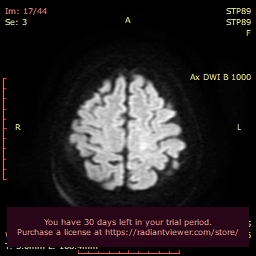 Im: 17/44
Se: 3
STP89
STP89
F
A
Ax DWI B 1000
R
L
You have 30 days left in your trial period.
Purchase a license at https://radiantviewer.com/store/